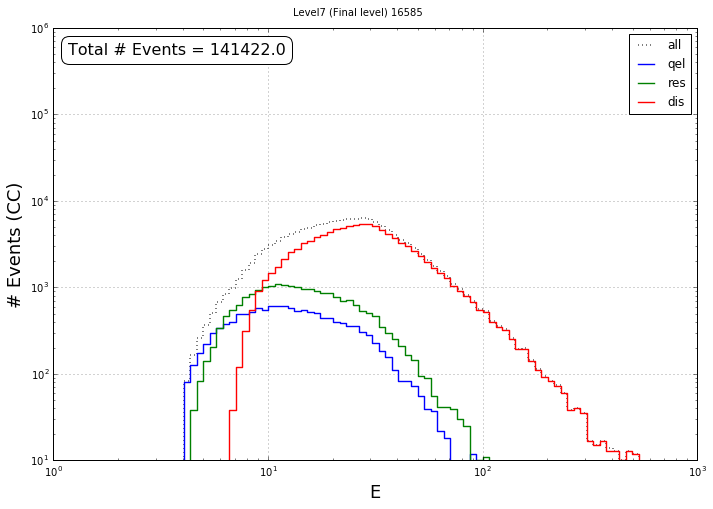 Level7 (Final level) 16585
Total # Events = 141422.0
all
qel
res
dis
# Events (CC)
10^6
10^5
10^4
10^3
10^2
10^1
10^0
10^1
10^2
10^3
E